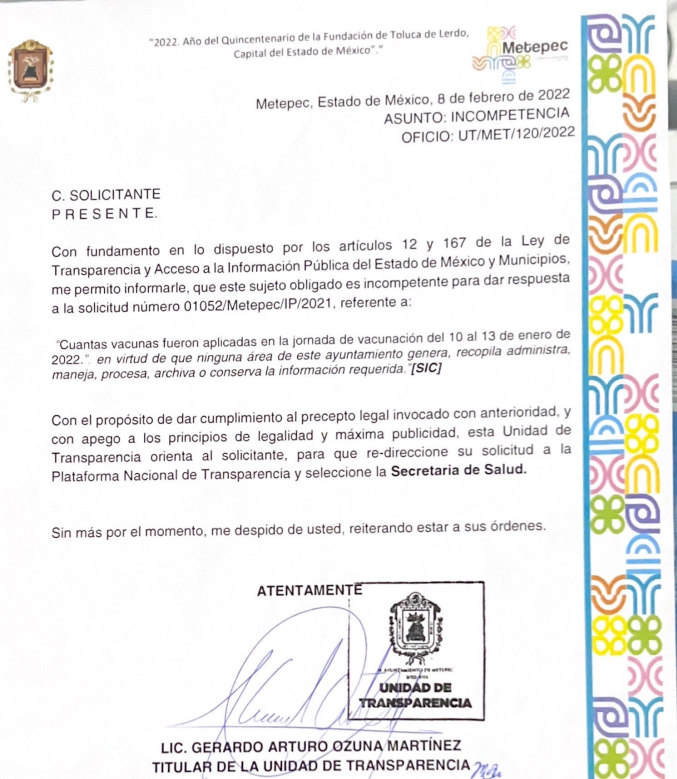 "2022. Año del Quincentenario de la Fundación de Toluca de Lerdo,
Capital del Estado de México"."
Metepec
Metepec, Estado de México, 8 de febrero de 2022
ASUNTO: INCOMPETENCIA
OFICIO: UT/MET/120/2022
C. SOLICITANTE
P R E S E N T E.
Con fundamento en lo dispuesto por los artículos 12 y 167 de la Ley de
Transparencia y Acceso a la Información Pública del Estado de México y Municipios,
me permito informarle, que este sujeto obligado es incompetente para dar respuesta
a la solicitud número 01052/Metepec/IP/2021, referente a:
"Cuantas vacunas fueron aplicadas en la jornada de vacunación del 10 al 13 de enero de
2022.". en virtud de que ninguna área de este ayuntamiento genera, recopila administra,
maneja, procesa, archiva o conserva la información requerida."[SIC]
Con el propósito de dar cumplimiento al precepto legal invocado con anterioridad, y
con apego a los principios de legalidad y máxima publicidad, esta Unidad de
Transparencia orienta al solicitante, para que re-direccione su solicitud a la
Plataforma Nacional de Transparencia y seleccione la Secretaria de Salud.
Sin más por el momento, me despido de usted, reiterando estar a sus órdenes.
ATENTAMENTE
H. AYUNTAMIENTO DE METEPEC
UNIDAD DE
TRANSPARENCIA
LIC. GERARDO ARTURO OZUNA MARTÍNEZ
TITULAR DE LA UNIDAD DE TRANSPARENCIA